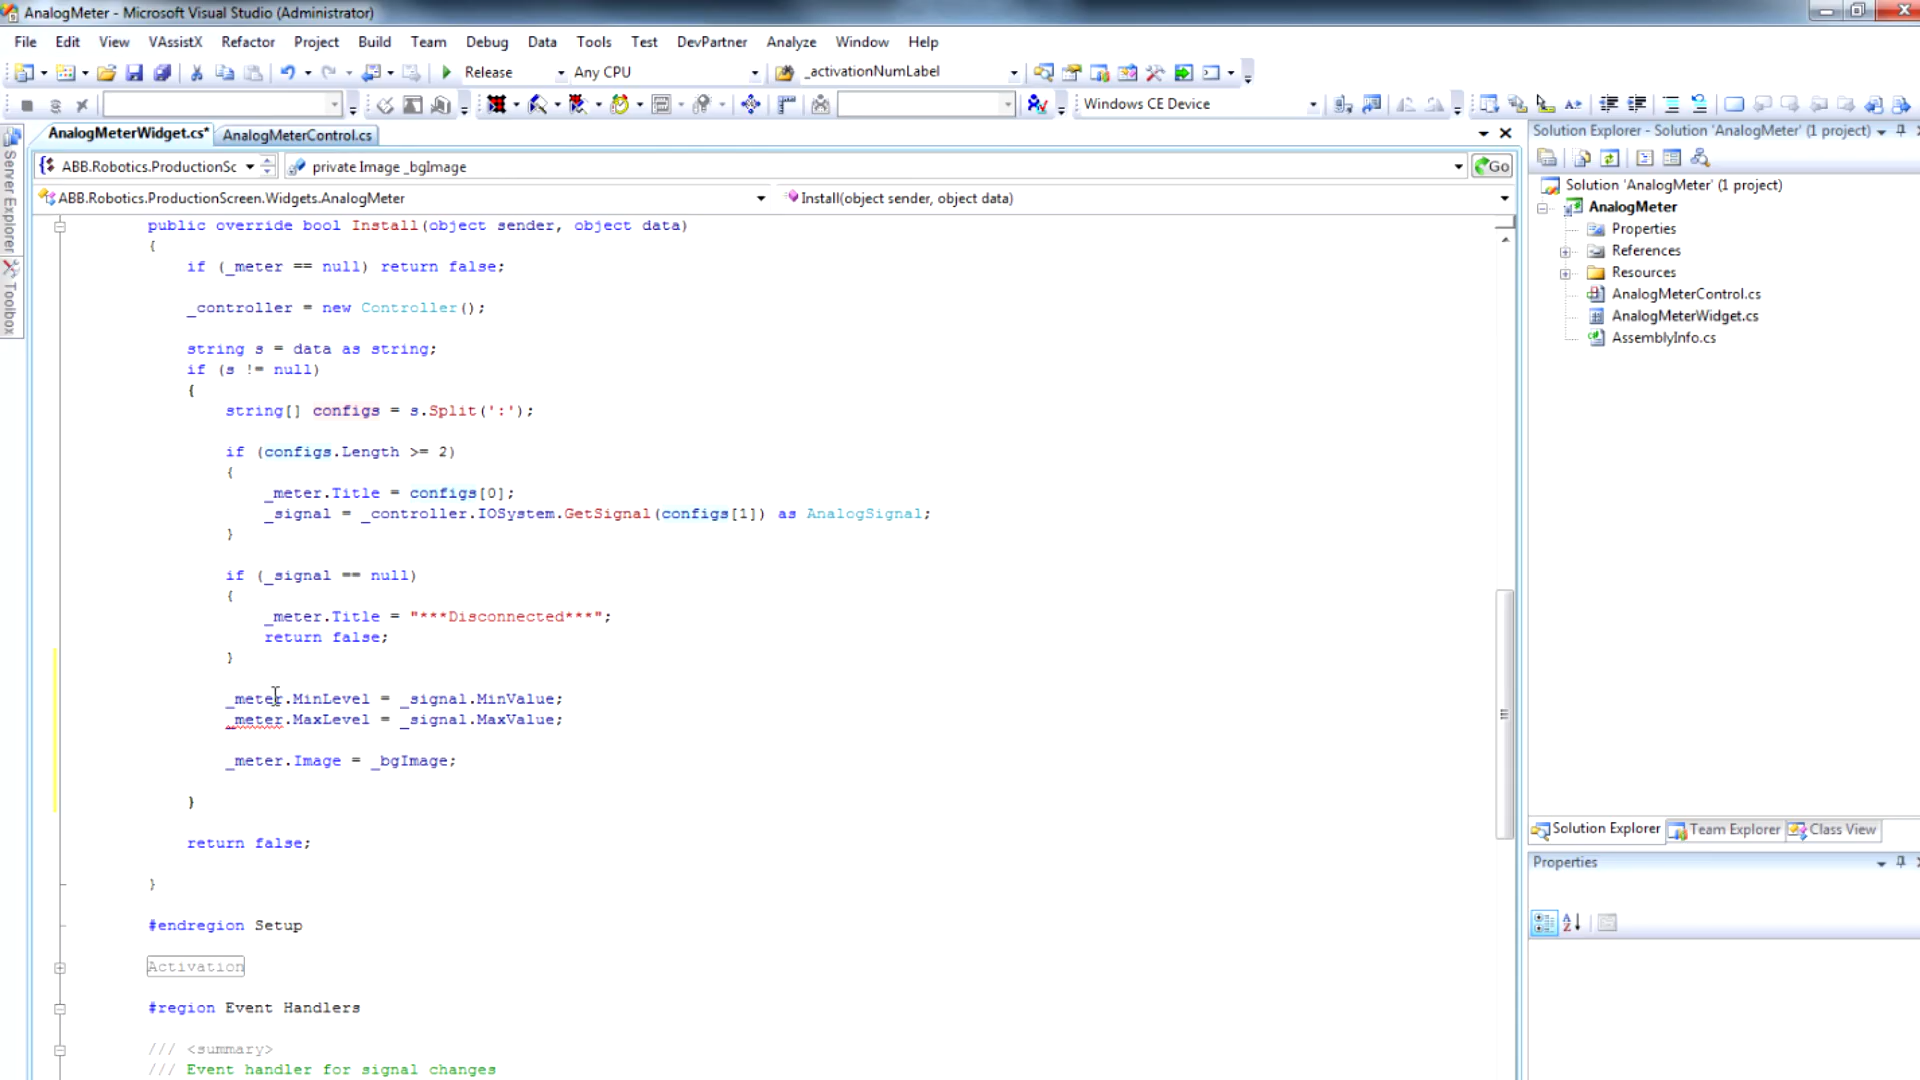 AnalogMeter - Microsoft Visual Studio (Administrator)
File Edit View VAssistX Refactor Project Build Team Debug Data Tools Test DevPartner Analyze Window Help
Release Any CPU _activationNumLabel
Windows CE Device
AnalogMeterWidget.cs* AnalogMeterControl.cs
ABB.Robotics.ProductionSc private Image _bgImage Go
ABB.Robotics.ProductionScreen.Widgets.AnalogMeter Install(object sender, object data)
Server Explorer
Toolbox
public override bool Install(object sender, object data)
{
if (_meter == null) return false;
_controller = new Controller();
string s = data as string;
if (s != null)
{
string[] configs = s.Split(':');
if (configs.Length >= 2)
{
_meter.Title = configs[0];
_signal = _controller.IOSystem.GetSignal(configs[1]) as AnalogSignal;
}
if (_signal == null)
{
_meter.Title = "***Disconnected***";
return false;
}
_meter.MinLevel = _signal.MinValue;
_meter.MaxLevel = _signal.MaxValue;
_meter.Image = _bgImage;
}
return false;
}
#endregion Setup
Activation
#region Event Handlers
/// <summary>
/// Event handler for signal changes
Solution Explorer - Solution 'AnalogMeter' (1 project)
Solution 'AnalogMeter' (1 project)
AnalogMeter
Properties
References
Resources
AnalogMeterControl.cs
AnalogMeterWidget.cs
AssemblyInfo.cs
Solution Explorer Team Explorer Class View
Properties